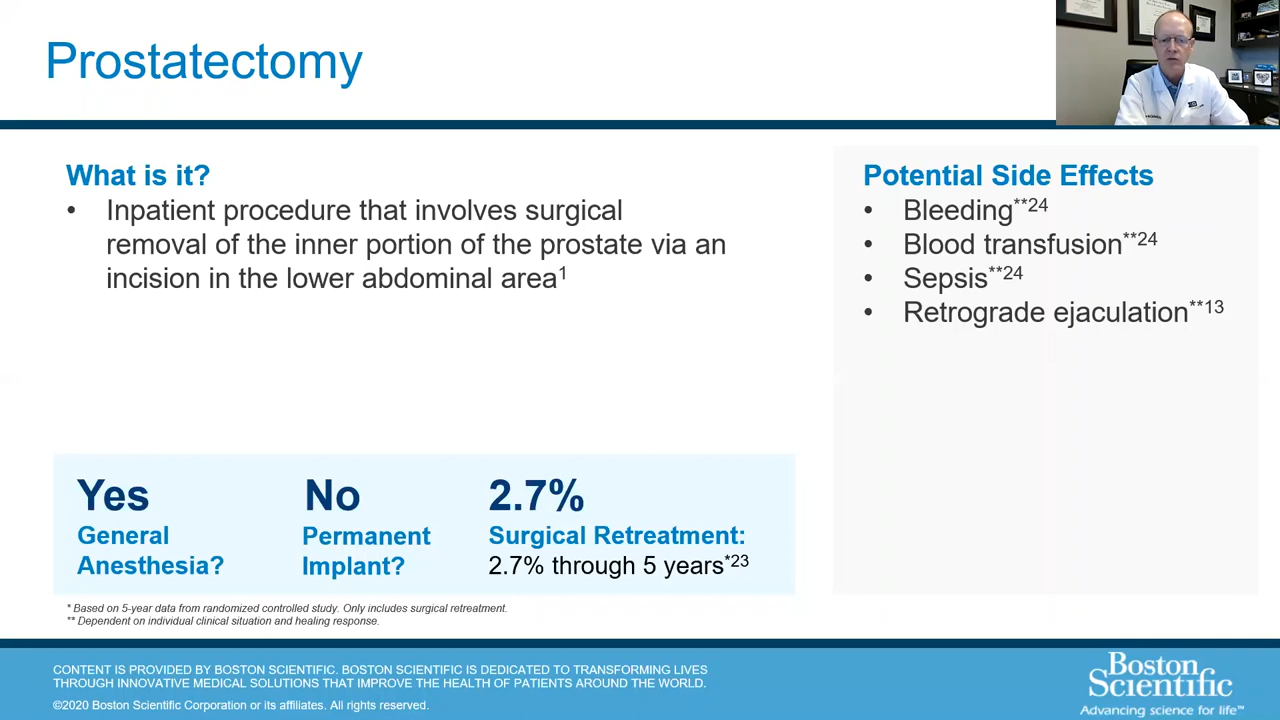 Prostatectomy
What is it?
• Inpatient procedure that involves surgical
removal of the inner portion of the prostate via an
incision in the lower abdominal area1
Potential Side Effects
• Bleeding**24
• Blood transfusion**24
• Sepsis**24
• Retrograde ejaculation**13
Yes
General
Anesthesia?
No
Permanent
Implant?
2.7%
Surgical Retreatment:
2.7% through 5 years*23
* Based on 5-year data from randomized controlled study. Only includes surgical retreatment.
** Dependent on individual clinical situation and healing response.
CONTENT IS PROVIDED BY BOSTON SCIENTIFIC. BOSTON SCIENTIFIC IS DEDICATED TO TRANSFORMING LIVES
THROUGH INNOVATIVE MEDICAL SOLUTIONS THAT IMPROVE THE HEALTH OF PATIENTS AROUND THE WORLD.
©2020 Boston Scientific Corporation or its affiliates. All rights reserved.
Boston
Scientific
Advancing science for life™